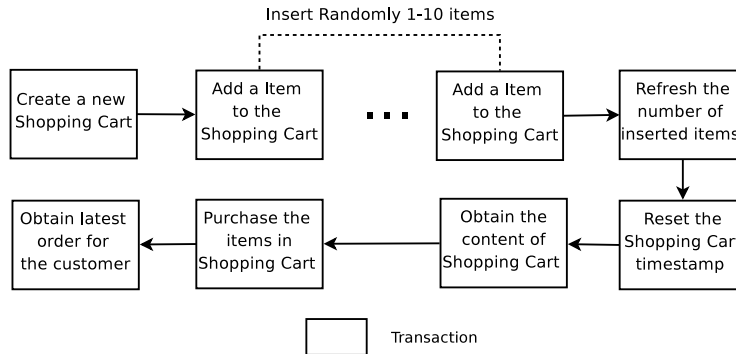 Insert Randomly 1-10 items
Create a new
Shopping Cart
Add a Item
to the
Shopping Cart
Add a Item
to the
Shopping Cart
Refresh the
number of
inserted items
Obtain latest
order for
the customer
Purchase the
items in
Shopping Cart
Obtain the
content of
Shopping Cart
Reset the
Shopping Cart
timestamp
Transaction